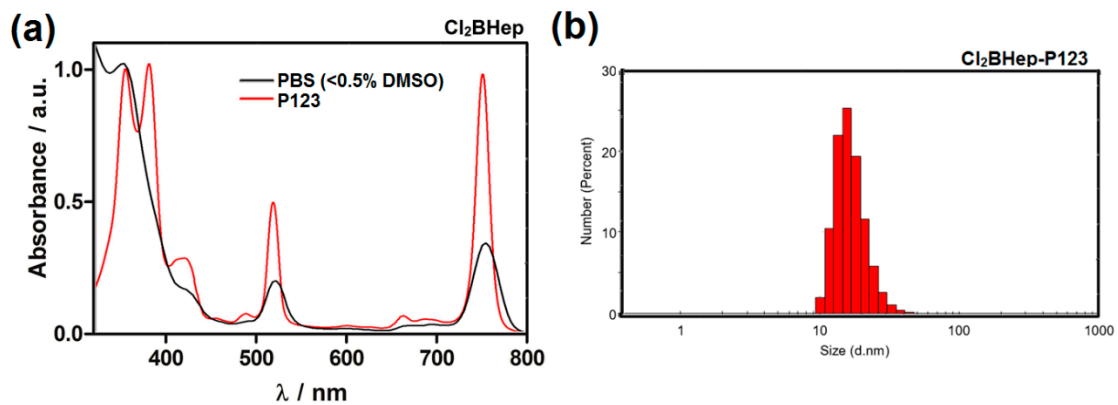 (a)
Cl₂BHep
PBS (<0.5% DMSO)
P123
Absorbance / a.u.
1.0
0.5
0.0
400
500
600
700
800
λ / nm
(b)
Cl₂BHep-P123
Number (Percent)
30
20
10
0
1
10
100
1000
Size (d.nm)